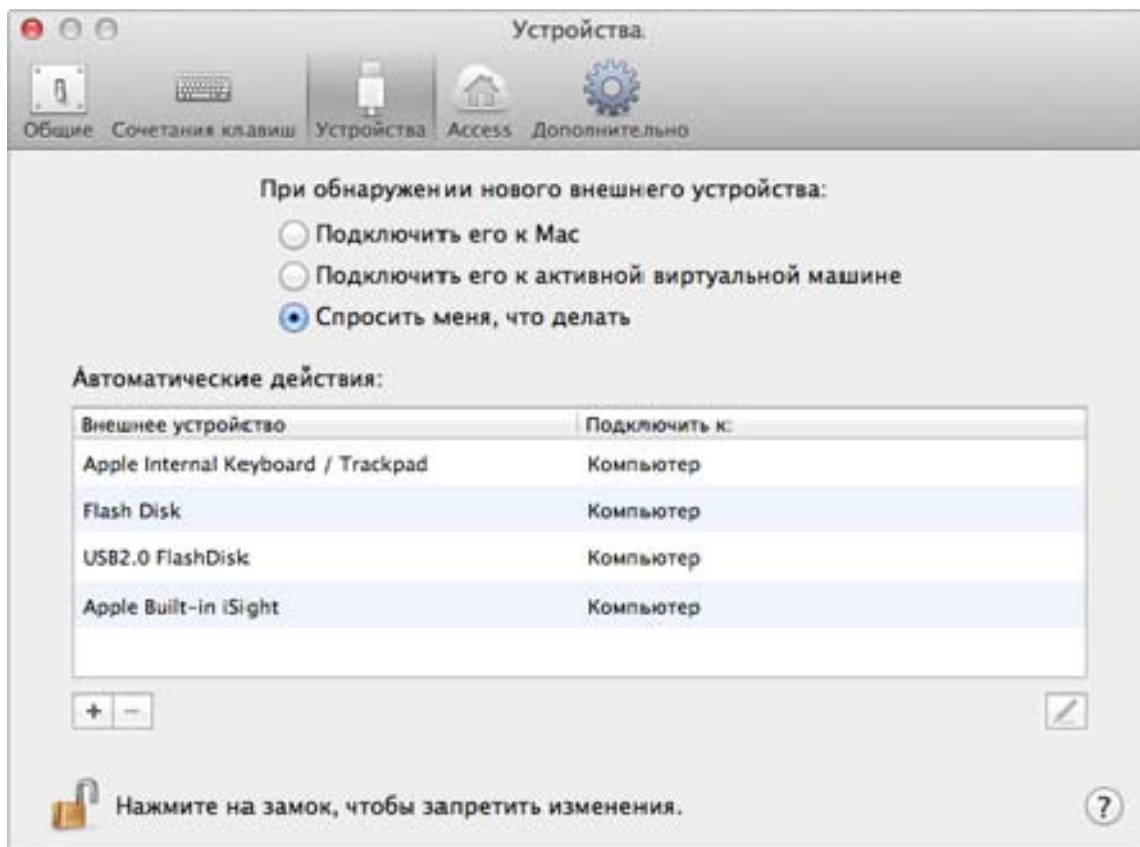 Устройства
Общие Сочетания клавиш Устройства Access Дополнительно
При обнаружении нового внешнего устройства:
Подключить его к Mac
Подключить его к активной виртуальной машине
Спросить меня, что делать
Автоматические действия:
Внешнее устройство Подключить к:
Apple Internal Keyboard / Trackpad Компьютер
Flash Disk Компьютер
USB2.0 FlashDisk Компьютер
Apple Built-in iSight Компьютер
+ −
Нажмите на замок, чтобы запретить изменения. ?